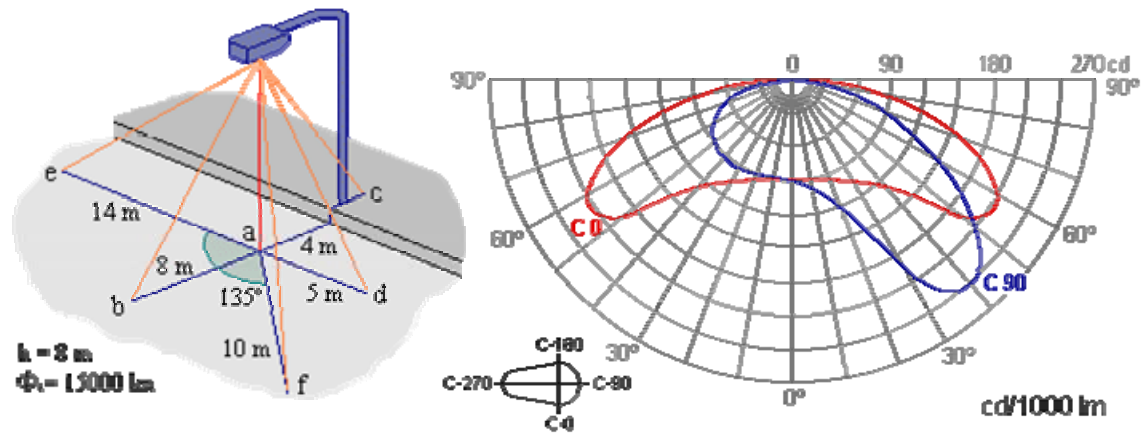 e
14 m
a
c
4 m
8 m
b
135°
5 m
d
10 m
f
h = 8 m
Φ = 15000 lm
0
90
180
270 cd
90°
90°
60°
C 0
60°
C 90
30°
30°
0°
C-180
C-270
C-90
C-0
cd/1000 lm